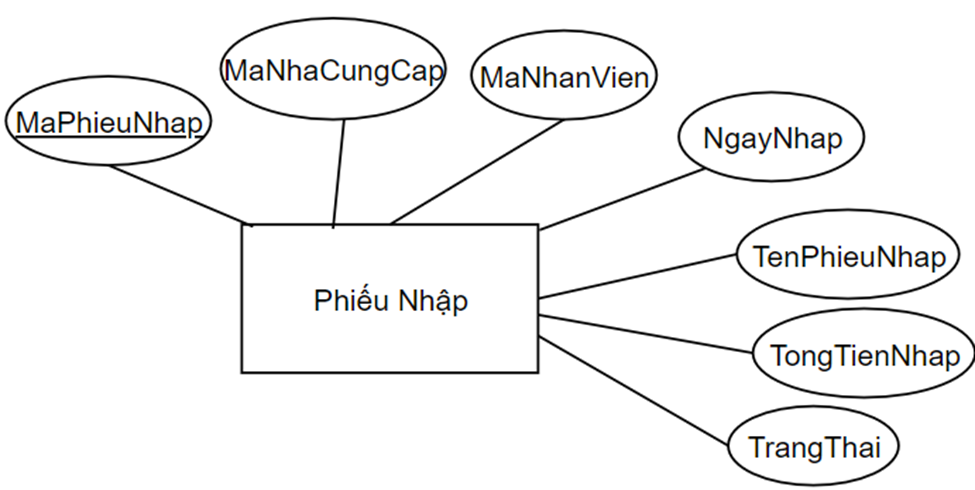 MaNhaCungCap
MaNhanVien
MaPhieuNhap
NgayNhap
TenPhieuNhap
Phiếu Nhập
TongTienNhap
TrangThai